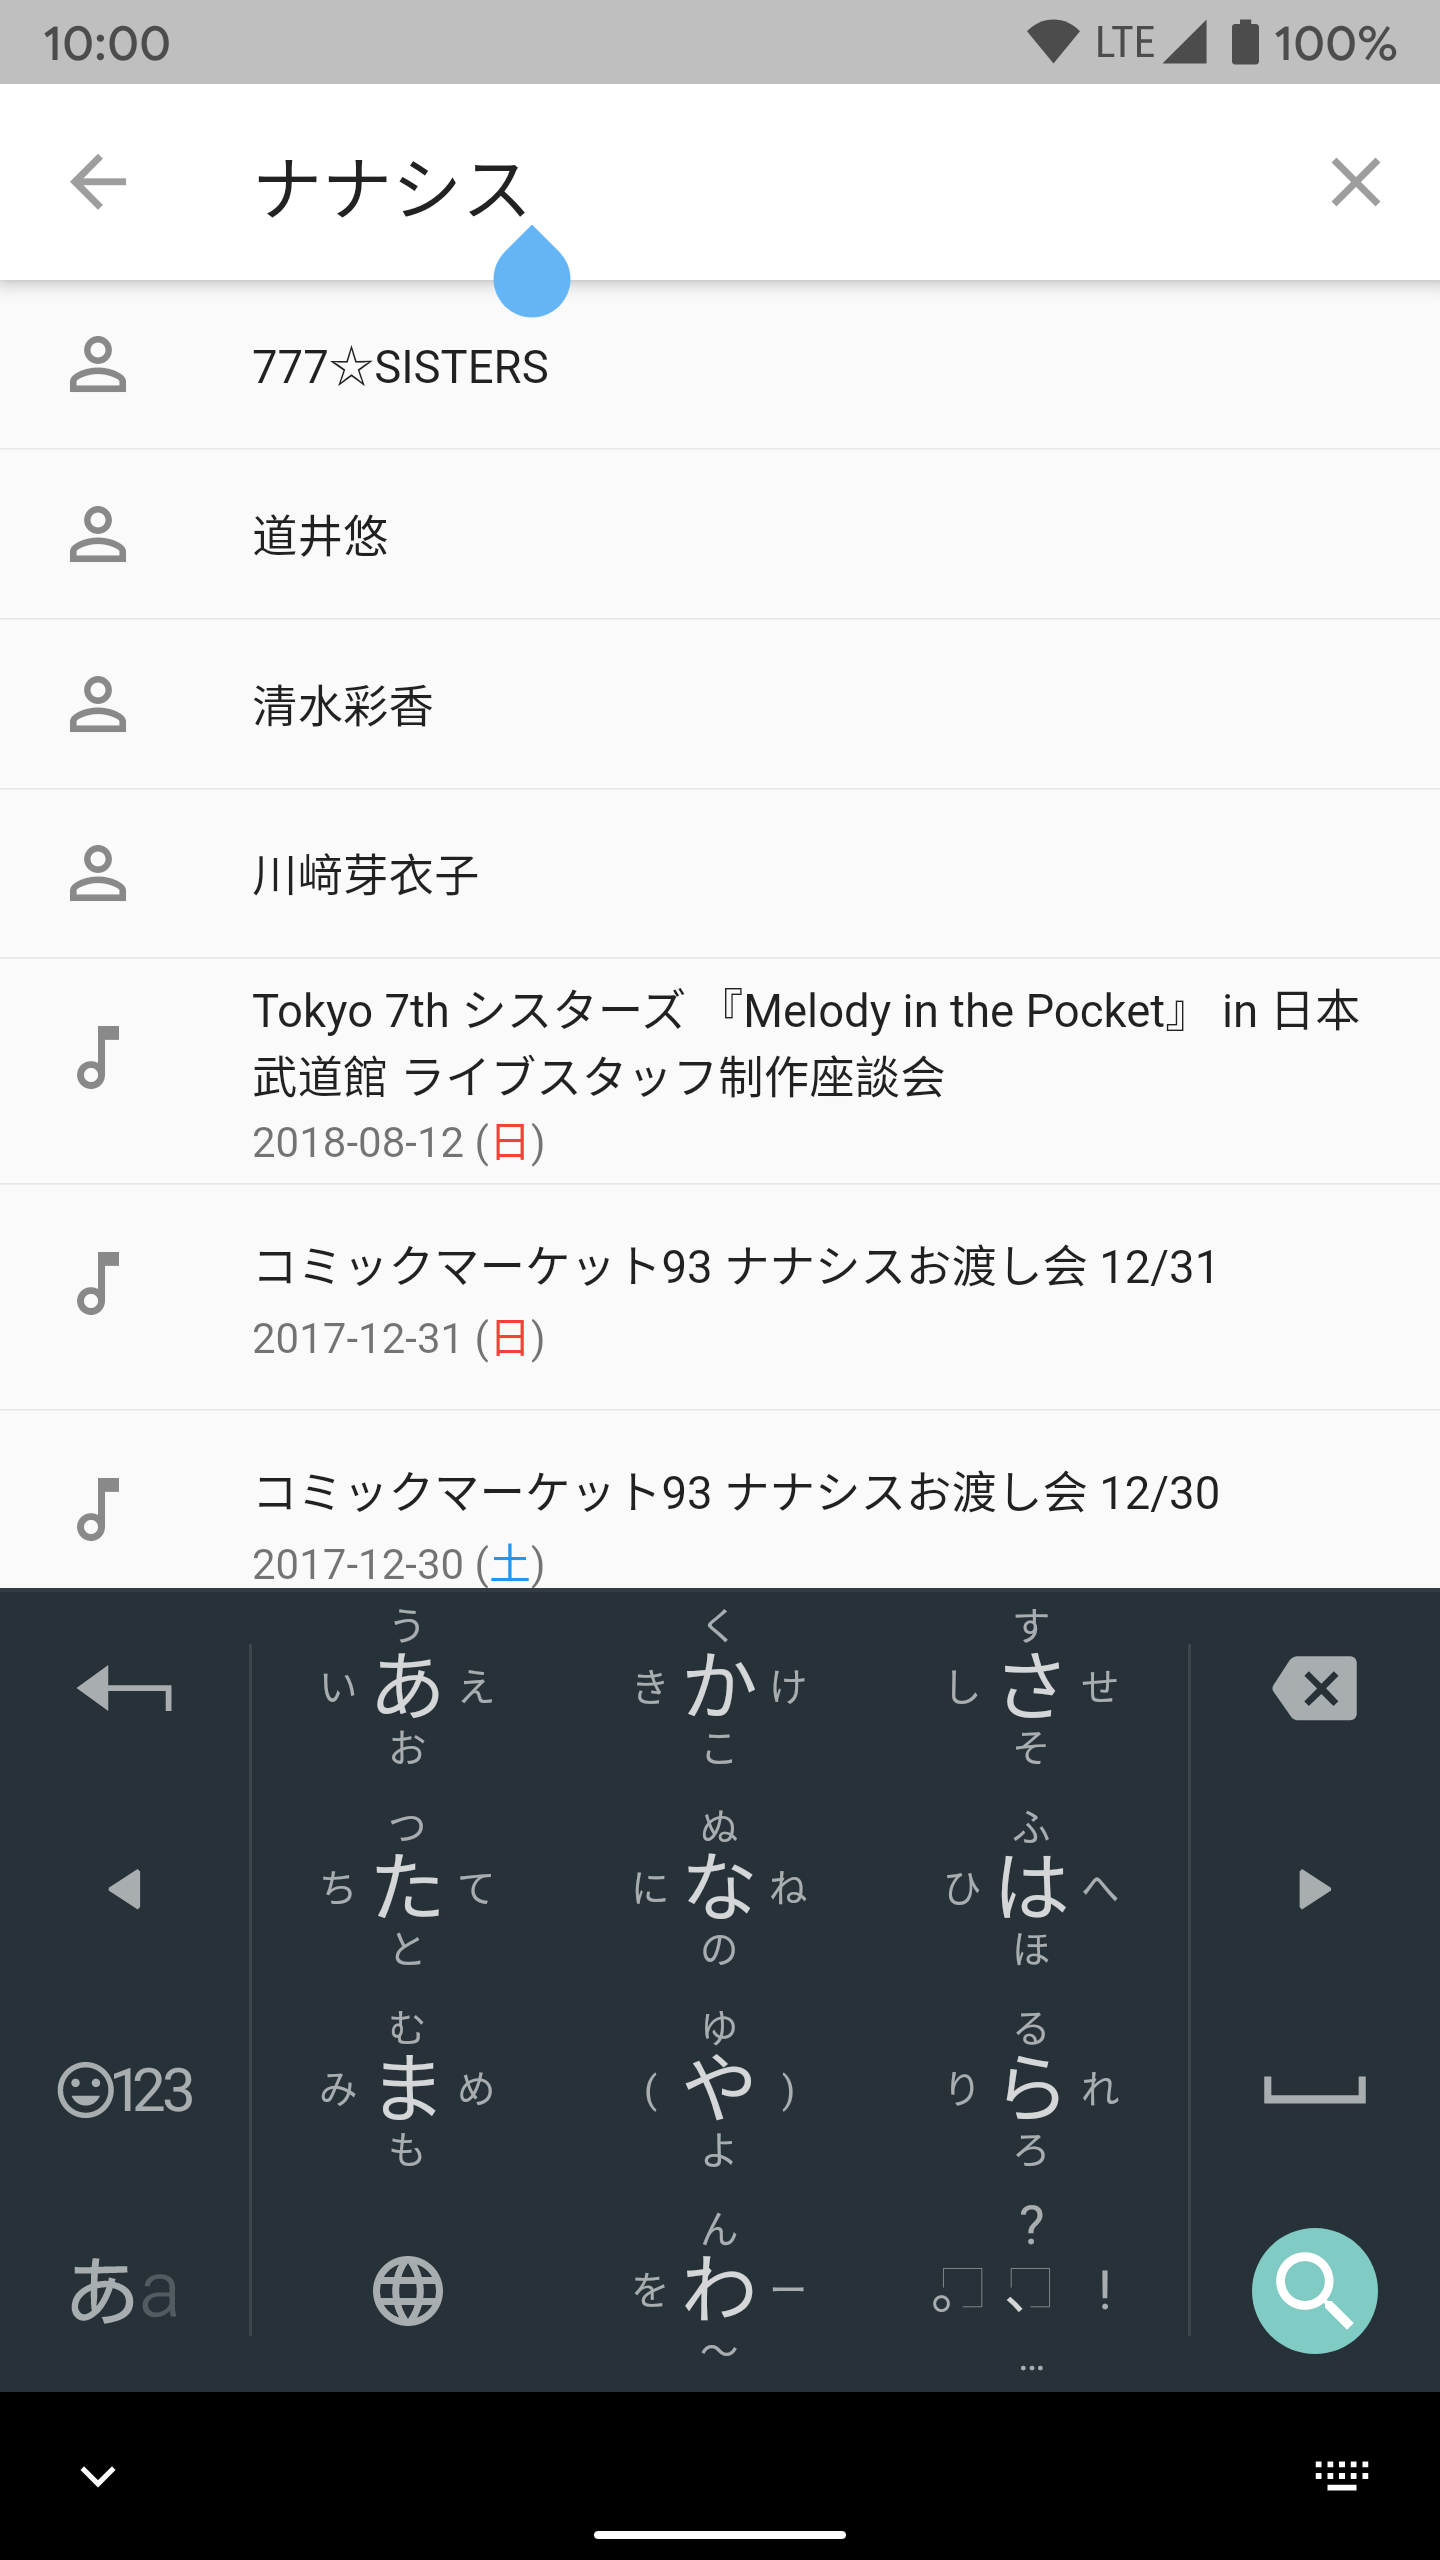 10:00 LTE 100%
ナナシス
777☆SISTERS
道井悠
清水彩香
川﨑芽衣子
Tokyo 7th シスターズ 『Melody in the Pocket』 in 日本
武道館 ライブスタッフ制作座談会
2018-08-12 (日)
コミックマーケット93 ナナシスお渡し会 12/31
2017-12-31 (日)
コミックマーケット93 ナナシスお渡し会 12/30
2017-12-30 (土)
う く す
い あ え き か け し さ せ
お こ そ
つ ぬ ふ
ち た て に な ね ひ は へ
と の ほ
む ゆ る
123 み ま め ( や ) り ら れ
も よ ろ
ん ?
あa を わ ー 。 、 !
〜 …